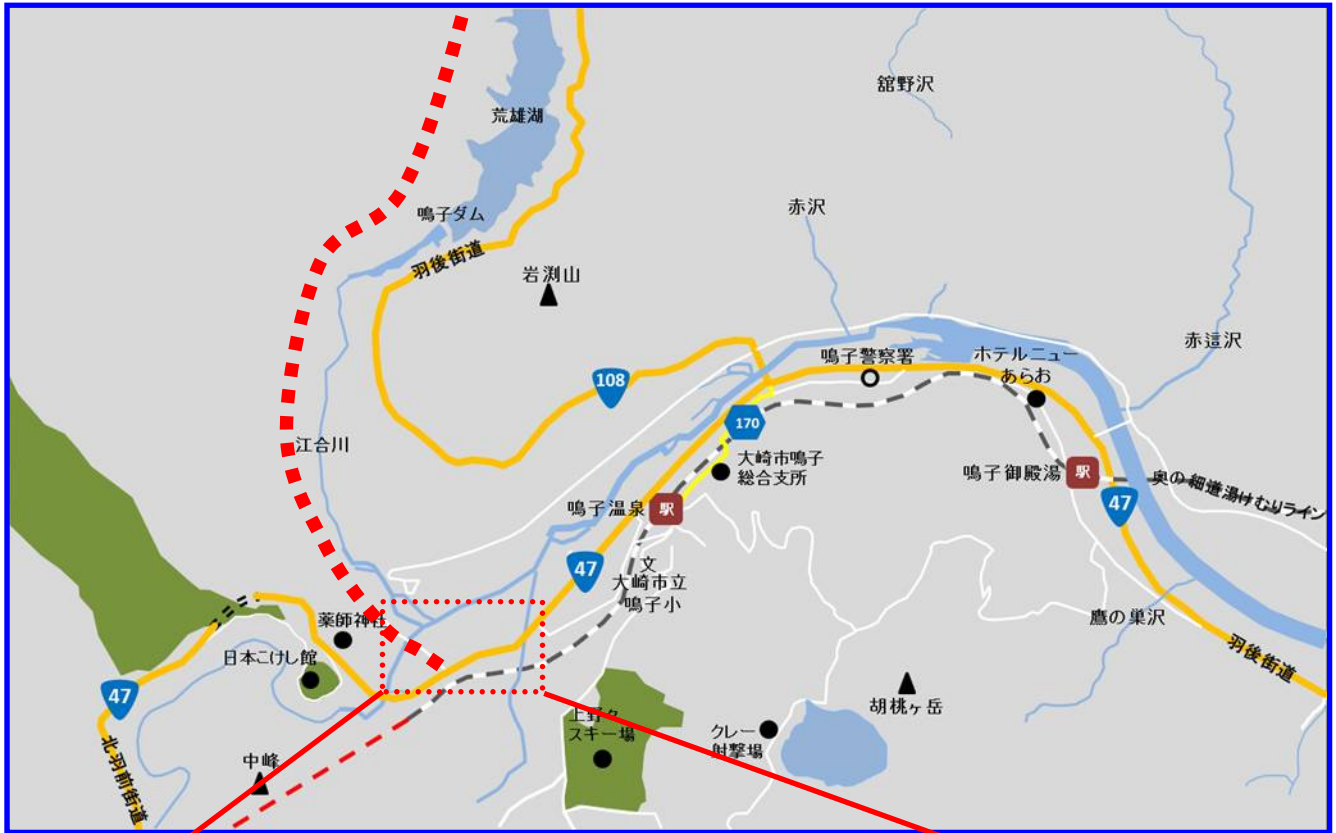 舘野沢
荒雄湖
赤沢
鳴子ダム
羽後街道
岩渕山
赤這沢
鳴子警察署
ホテルニュー
あらお
108
170
江合川
大崎市鳴子
総合支所
鳴子御殿湯
駅
奥の細道湯けむりライン
鳴子温泉
駅
47
47
文
大崎市立
鳴子小
鷹の巣沢
薬師神社
日本こけし館
羽後街道
47
胡桃ヶ岳
上野々
スキー場
クレー
射撃場
中峰
北羽前街道